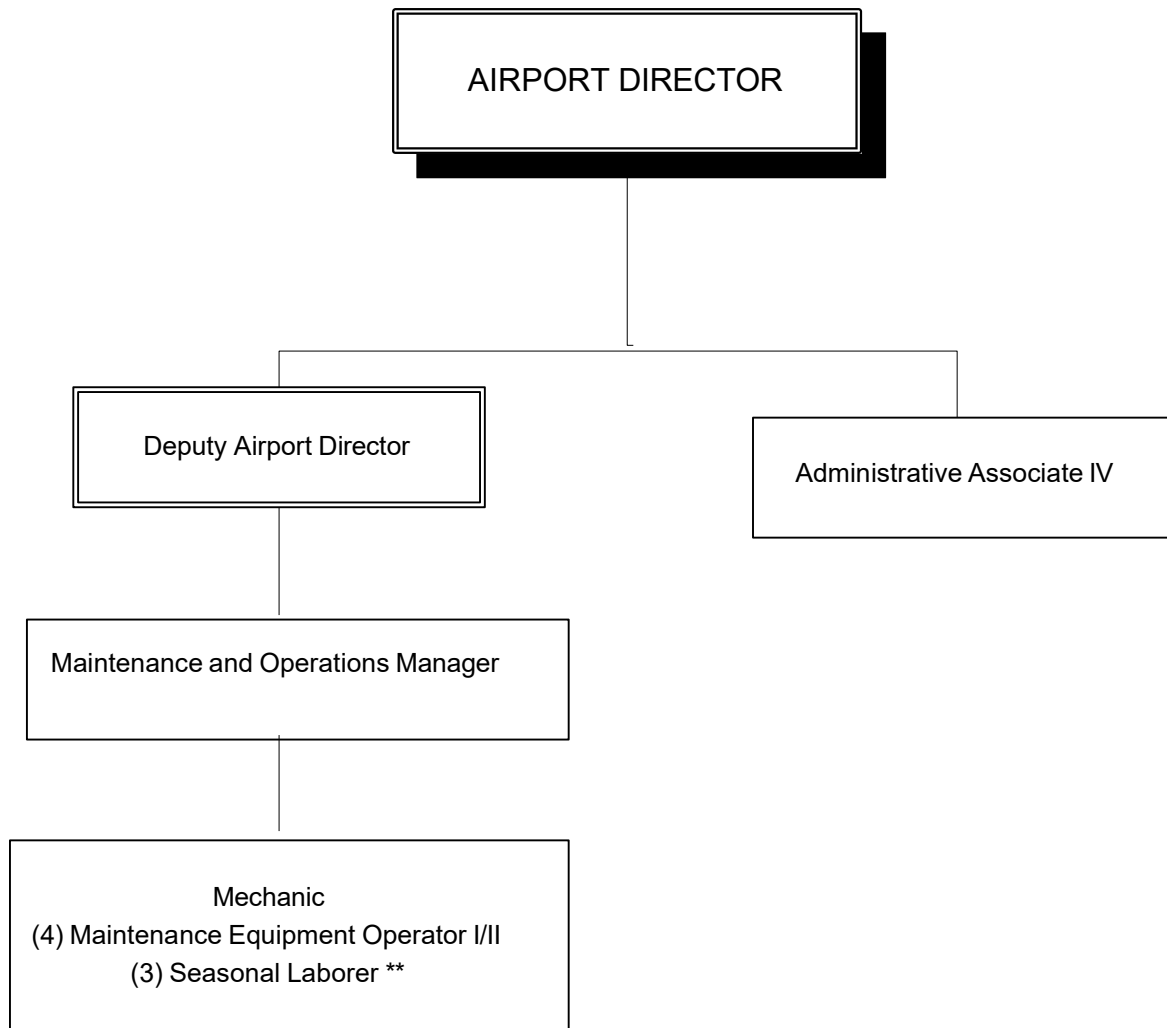 AIRPORT DIRECTOR
Deputy Airport Director
Administrative Associate IV
Maintenance and Operations Manager
Mechanic
(4) Maintenance Equipment Operator I/II
(3) Seasonal Laborer **